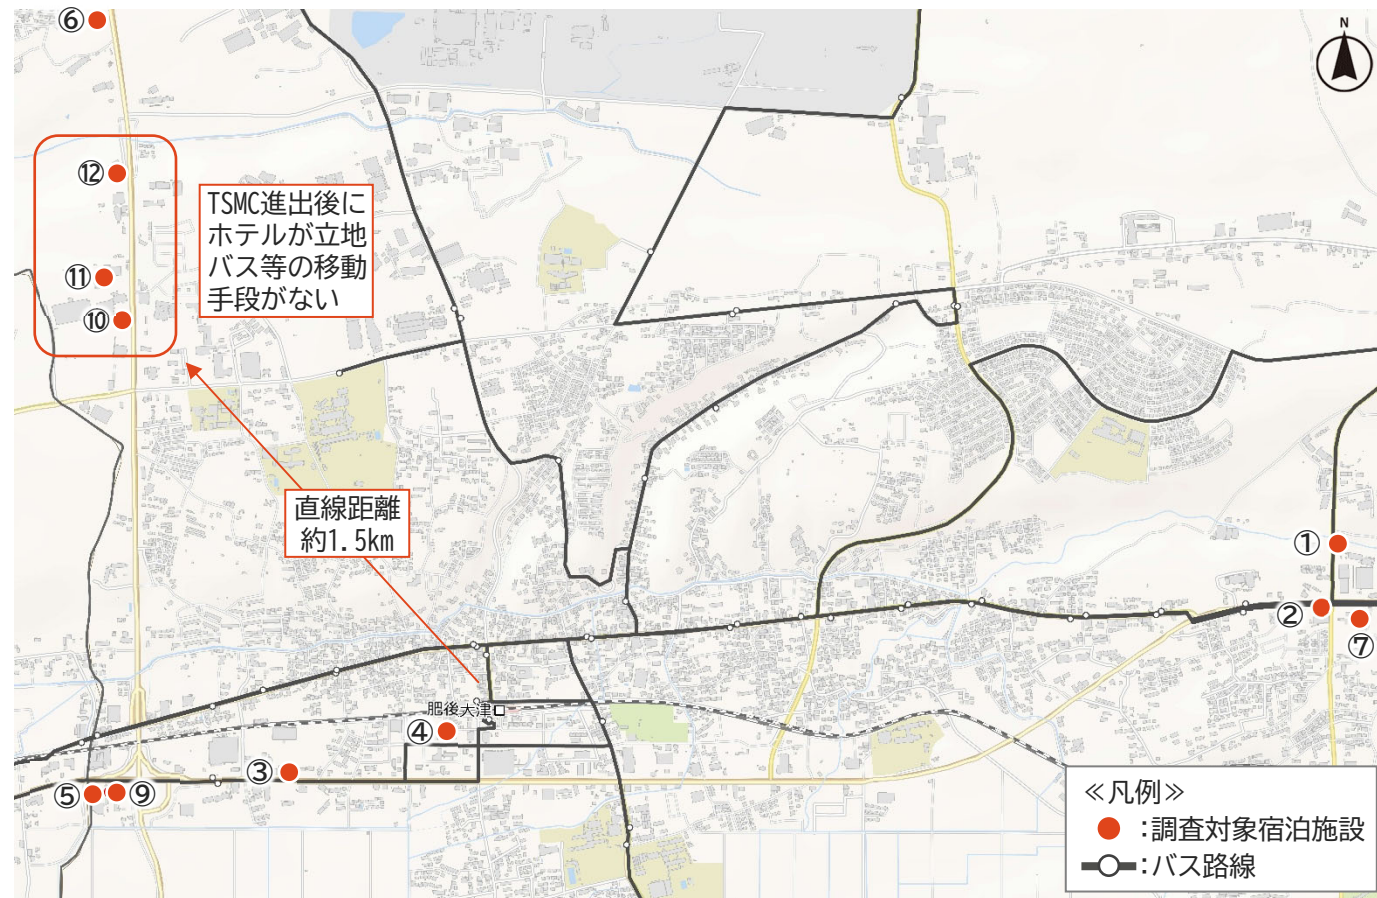 ⑥
N
⑫
TSMC進出後に
ホテルが立地
バス等の移動
手段がない
⑪
⑩
直線距離
約1.5km
①
②
⑦
肥後大津
④
③
⑤
⑨
≪凡例≫
:調査対象宿泊施設
:バス路線